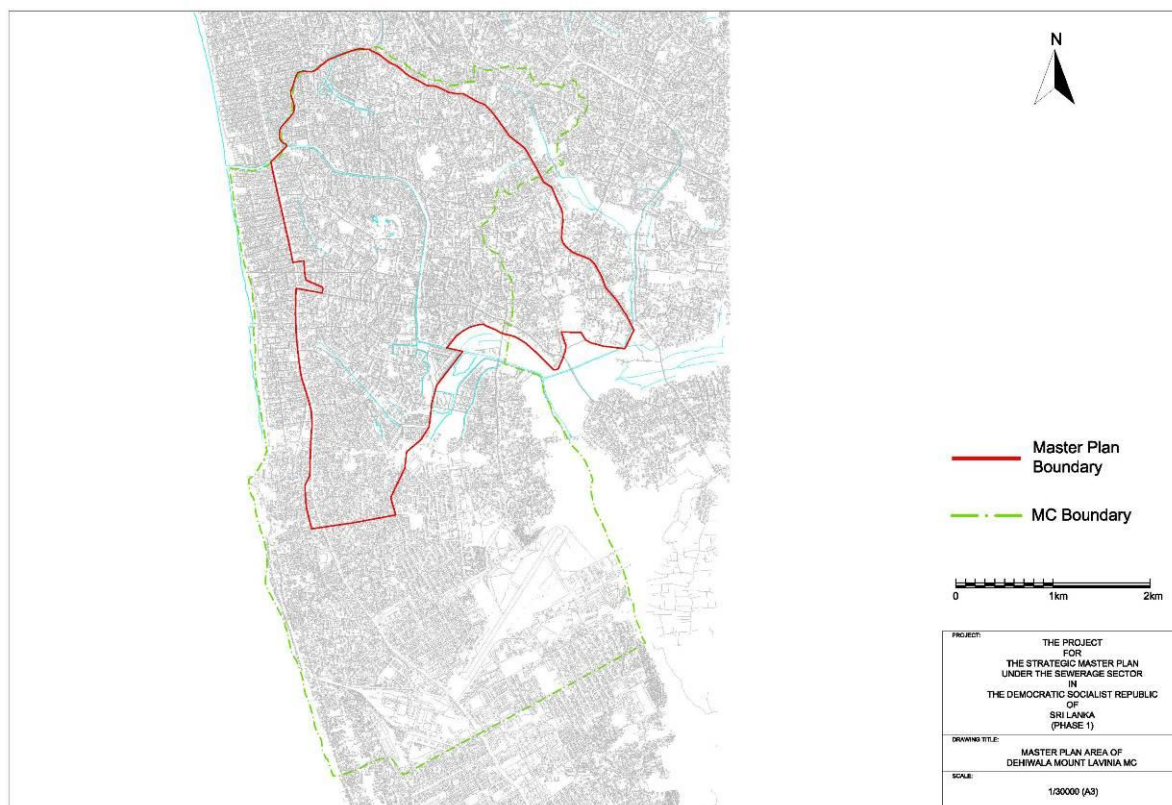 N
Master Plan
Boundary
MC Boundary
0 1km 2km
PROJECT:
THE PROJECT
FOR
THE STRATEGIC MASTER PLAN
UNDER THE SEWERAGE SECTOR
IN
THE DEMOCRATIC SOCIALIST REPUBLIC
OF
SRI LANKA
(PHASE 1)
DRAWING TITLE:
MASTER PLAN AREA OF
DEHIWALA MOUNT LAVINIA MC
SCALE:
1/30000 (A3)